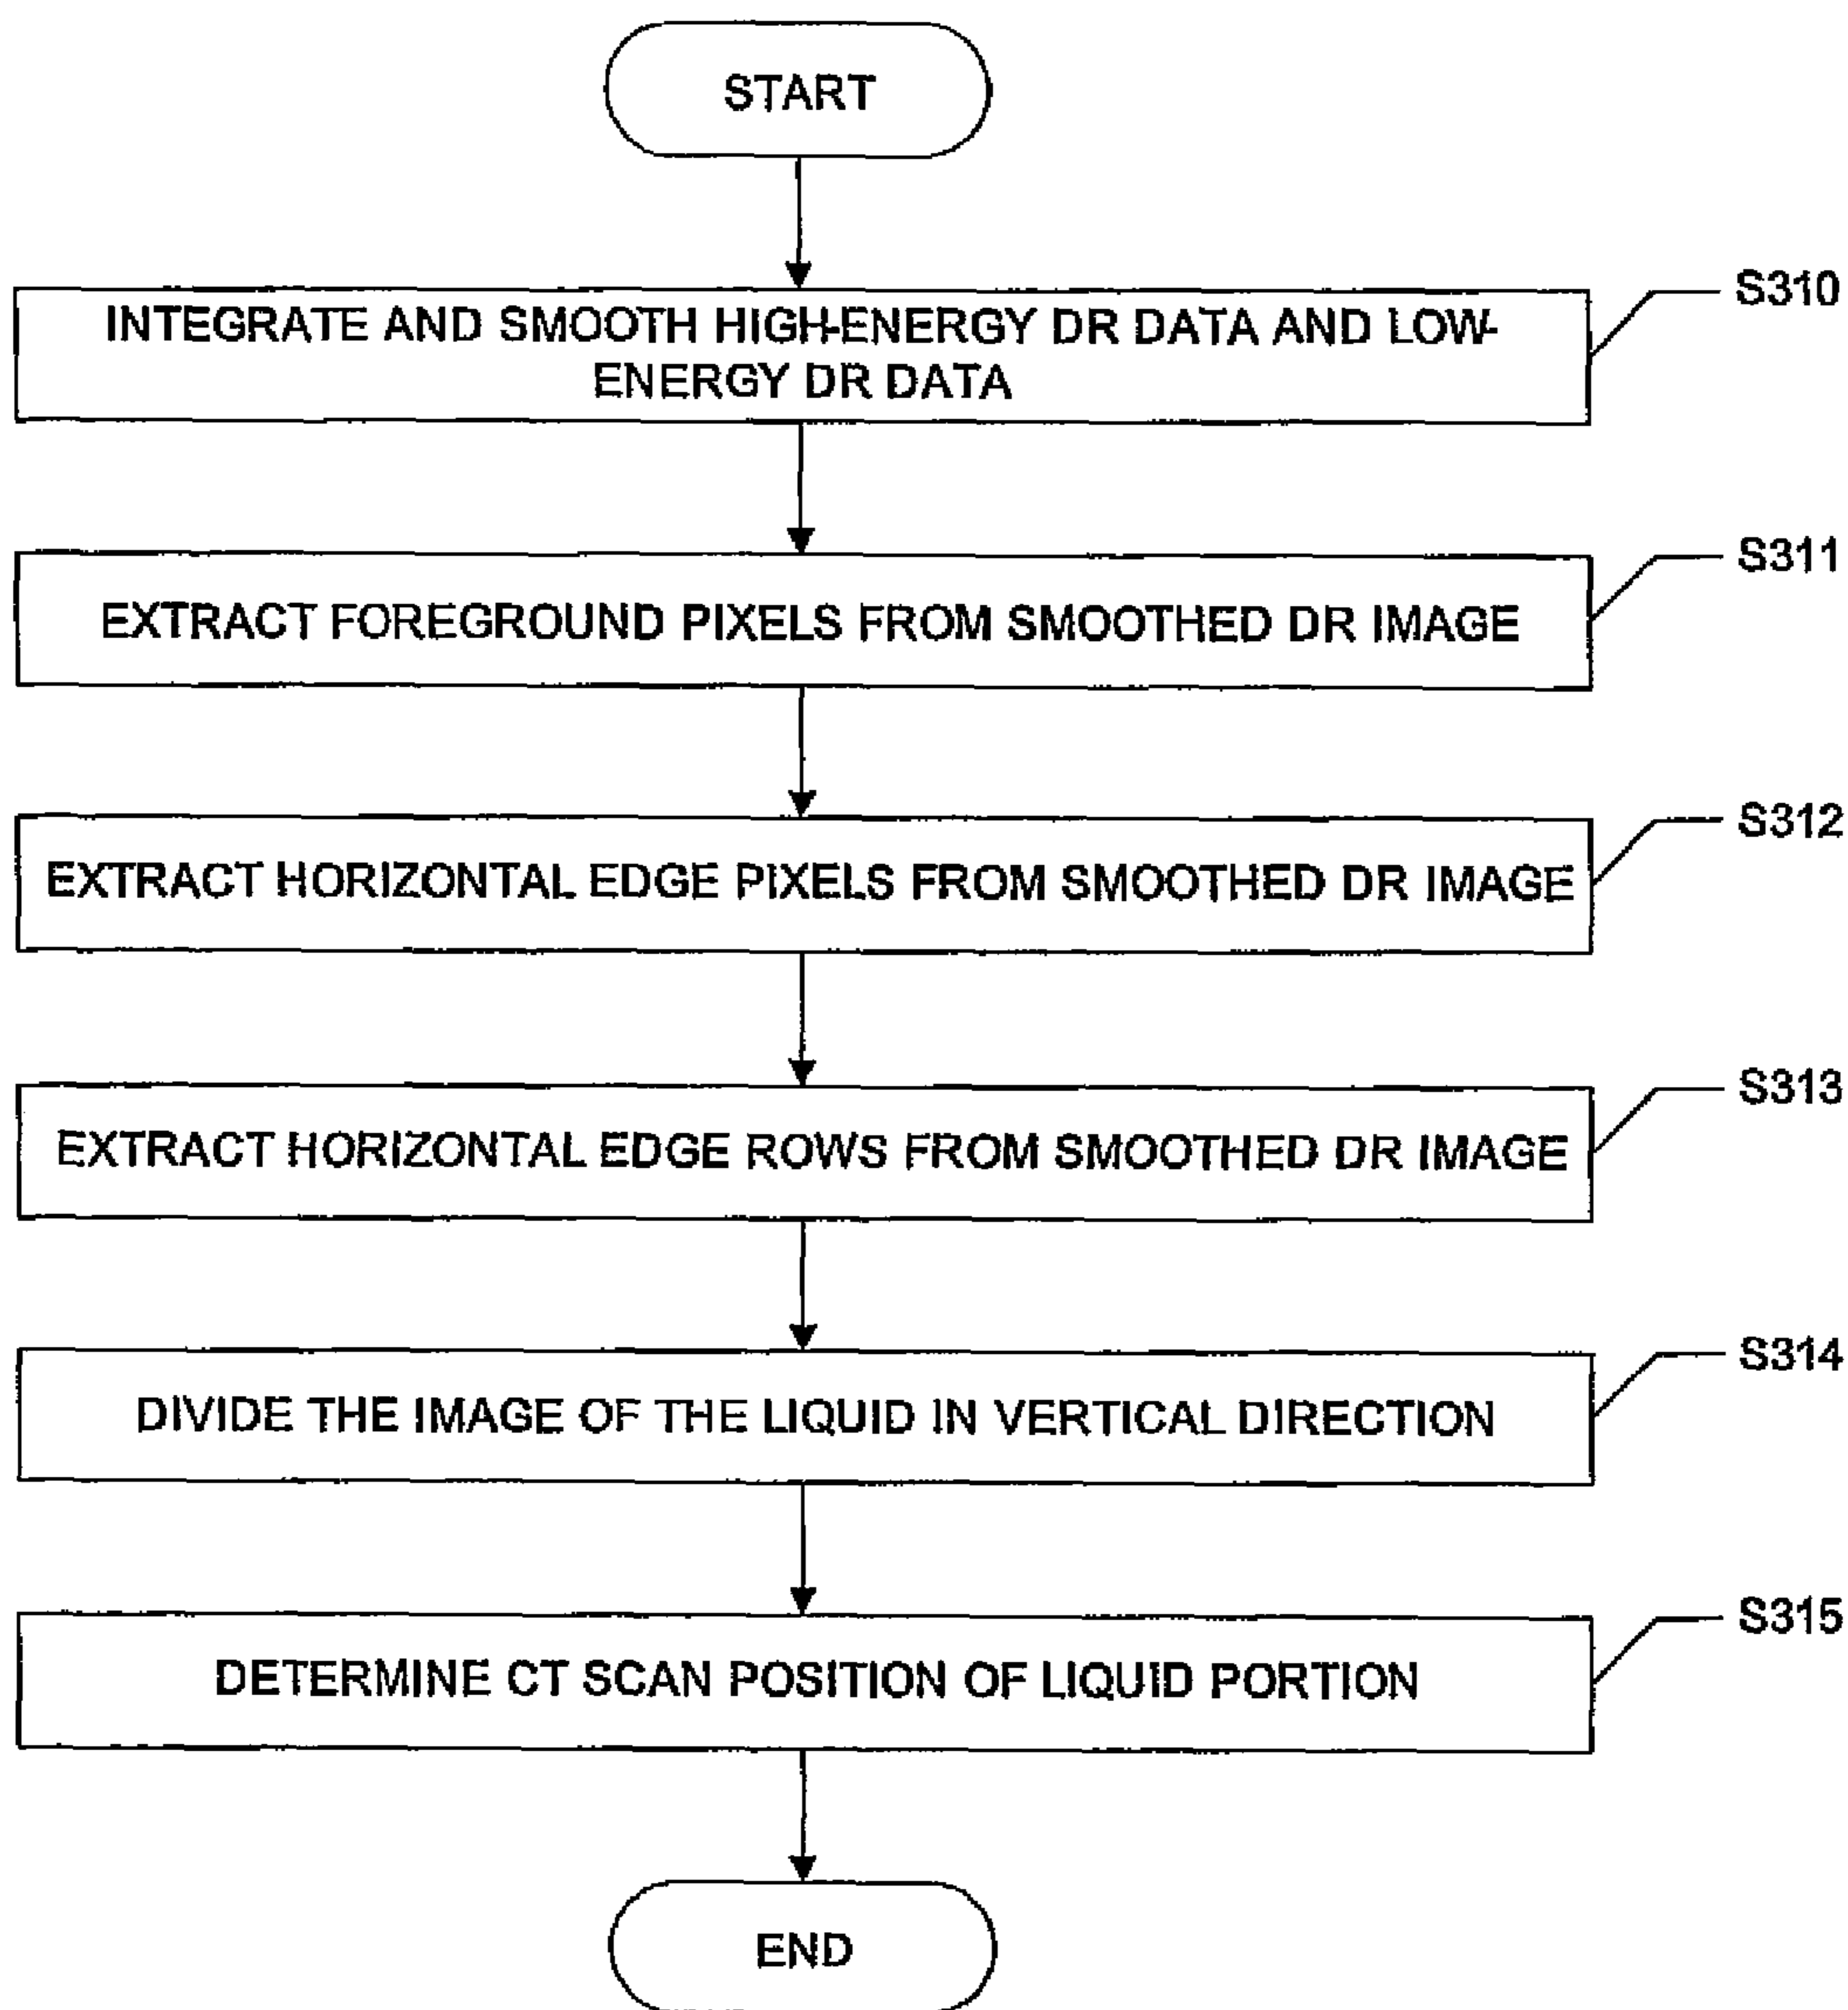 START
S310
INTEGRATE AND SMOOTH HIGH-ENERGY DR DATA AND LOW-
ENERGY DR DATA
S311
EXTRACT FOREGROUND PIXELS FROM SMOOTHED DR IMAGE
S312
EXTRACT HORIZONTAL EDGE PIXELS FROM SMOOTHED DR IMAGE
S313
EXTRACT HORIZONTAL EDGE ROWS FROM SMOOTHED DR IMAGE
S314
DIVIDE THE IMAGE OF THE LIQUID IN VERTICAL DIRECTION
S315
DETERMINE CT SCAN POSITION OF LIQUID PORTION
END